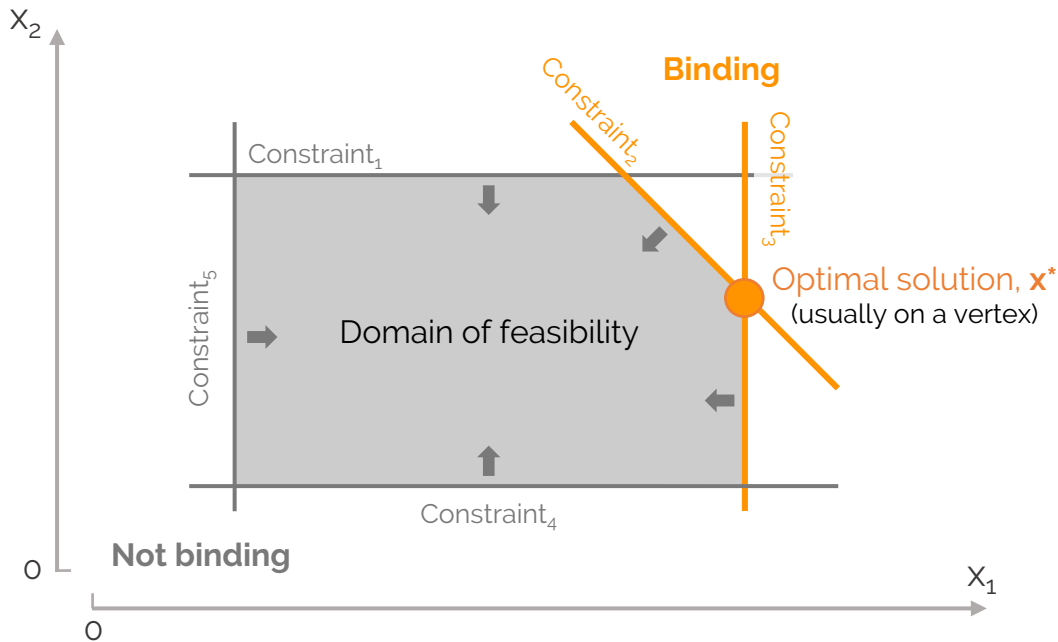 X₂
Binding
Constraint₂
Constraint₃
Constraint₁
Constraint₅
Optimal solution, x*
(usually on a vertex)
Domain of feasibility
Constraint₄
Not binding
0
X₁
0